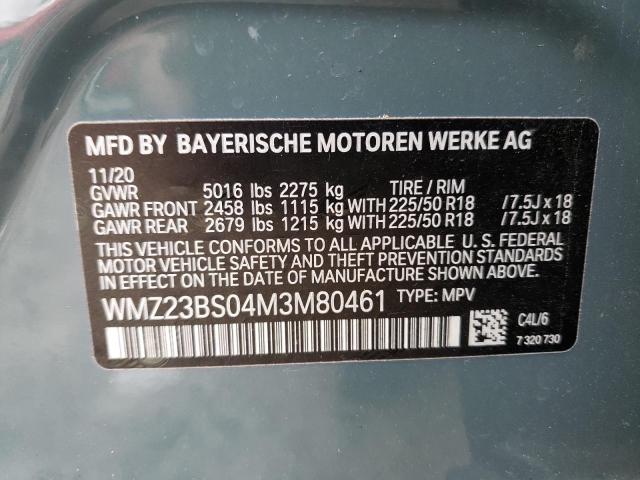 MFD BY BAYERISCHE MOTOREN WERKE AG
11/20
GVWR 5016 lbs 2275 kg TIRE / RIM
GAWR FRONT 2458 lbs 1115 kg WITH 225/50 R18 /7.5J x 18
GAWR REAR 2679 lbs 1215 kg WITH 225/50 R18 /7.5J x 18
THIS VEHICLE CONFORMS TO ALL APPLICABLE U. S. FEDERAL
MOTOR VEHICLE SAFETY AND THEFT PREVENTION STANDARDS
IN EFFECT ON THE DATE OF MANUFACTURE SHOWN ABOVE.
WMZ23BS04M3M80461 TYPE: MPV
C4L/6
7 320 730